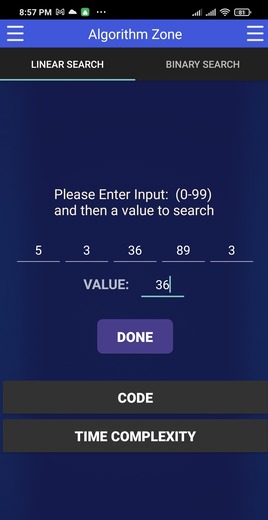 8:57 PM
81
Algorithm Zone
LINEAR SEARCH BINARY SEARCH
Please Enter Input: (0-99)
and then a value to search
5 3 36 89 3
VALUE: 36
DONE
CODE
TIME COMPLEXITY